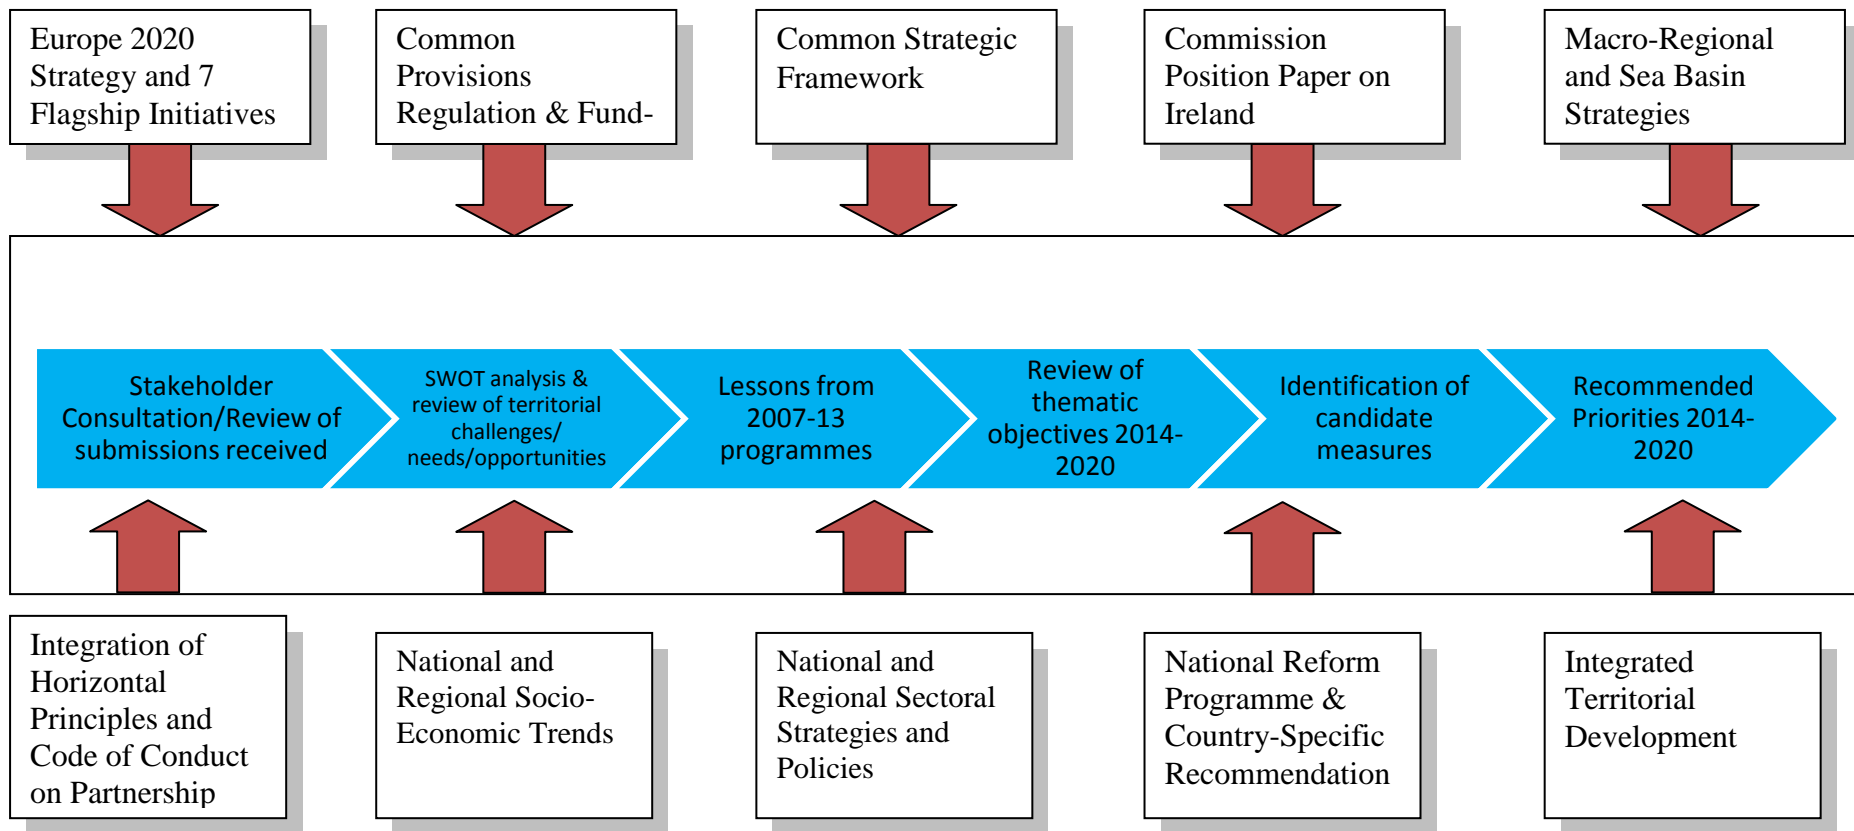 Europe 2020
Strategy and 7
Flagship Initiatives
Common
Provisions
Regulation & Fund-
Common Strategic
Framework
Commission
Position Paper on
Ireland
Macro-Regional
and Sea Basin
Strategies
Stakeholder
Consultation/Review of
submissions received
SWOT analysis &
review of territorial
challenges/
needs/opportunities
Lessons from
2007-13
programmes
Review of
thematic
objectives 2014-
2020
Identification of
candidate
measures
Recommended
Priorities 2014-
2020
Integration of
Horizontal
Principles and
Code of Conduct
on Partnership
National and
Regional Socio-
Economic Trends
National and
Regional Sectoral
Strategies and
Policies
National Reform
Programme &
Country-Specific
Recommendation
Integrated
Territorial
Development